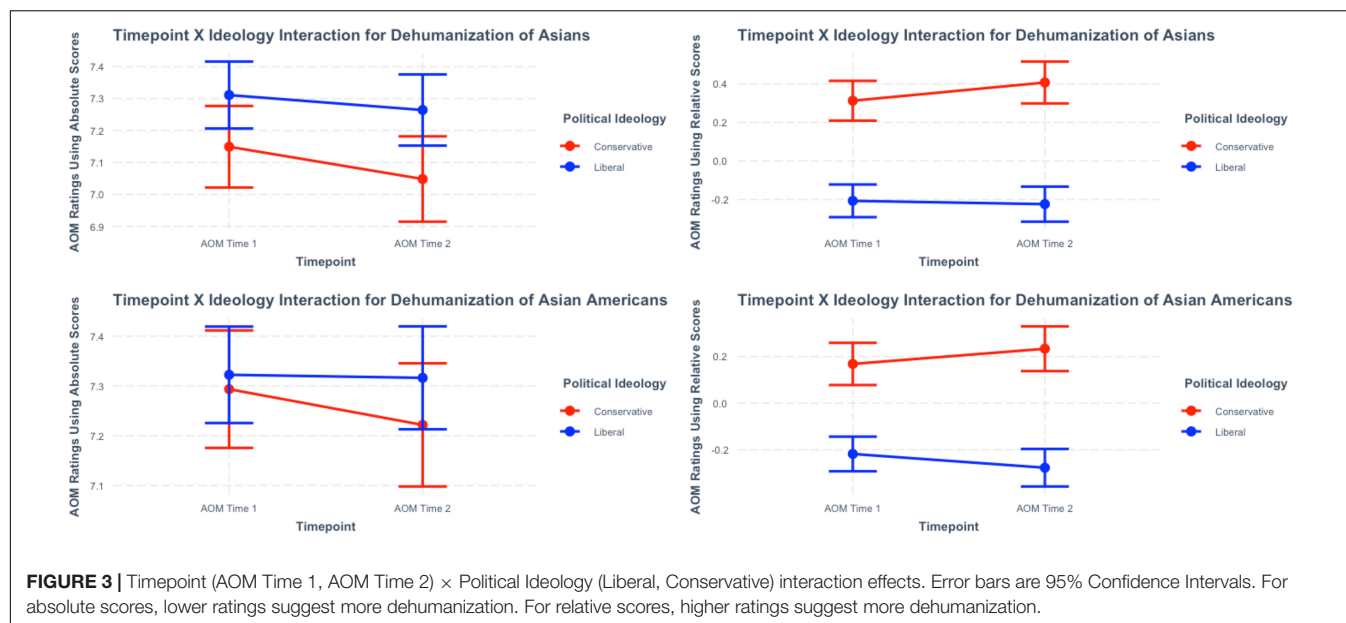 Timepoint X Ideology Interaction for Dehumanization of Asians
AOM Ratings Using Absolute Scores
7.4
7.3
7.2
7.1
7.0
6.9
AOM Time 1
AOM Time 2
Timepoint
Political Ideology
Conservative
Liberal
Timepoint X Ideology Interaction for Dehumanization of Asians
AOM Ratings Using Relative Scores
0.4
0.2
0.0
-0.2
AOM Time 1
AOM Time 2
Timepoint
Political Ideology
Conservative
Liberal
Timepoint X Ideology Interaction for Dehumanization of Asian Americans
AOM Ratings Using Absolute Scores
7.4
7.3
7.2
7.1
AOM Time 1
AOM Time 2
Timepoint
Political Ideology
Conservative
Liberal
Timepoint X Ideology Interaction for Dehumanization of Asian Americans
AOM Ratings Using Relative Scores
0.2
0.0
-0.2
AOM Time 1
AOM Time 2
Timepoint
Political Ideology
Conservative
Liberal
FIGURE 3 | Timepoint (AOM Time 1, AOM Time 2) × Political Ideology (Liberal, Conservative) interaction effects. Error bars are 95% Confidence Intervals. For
absolute scores, lower ratings suggest more dehumanization. For relative scores, higher ratings suggest more dehumanization.